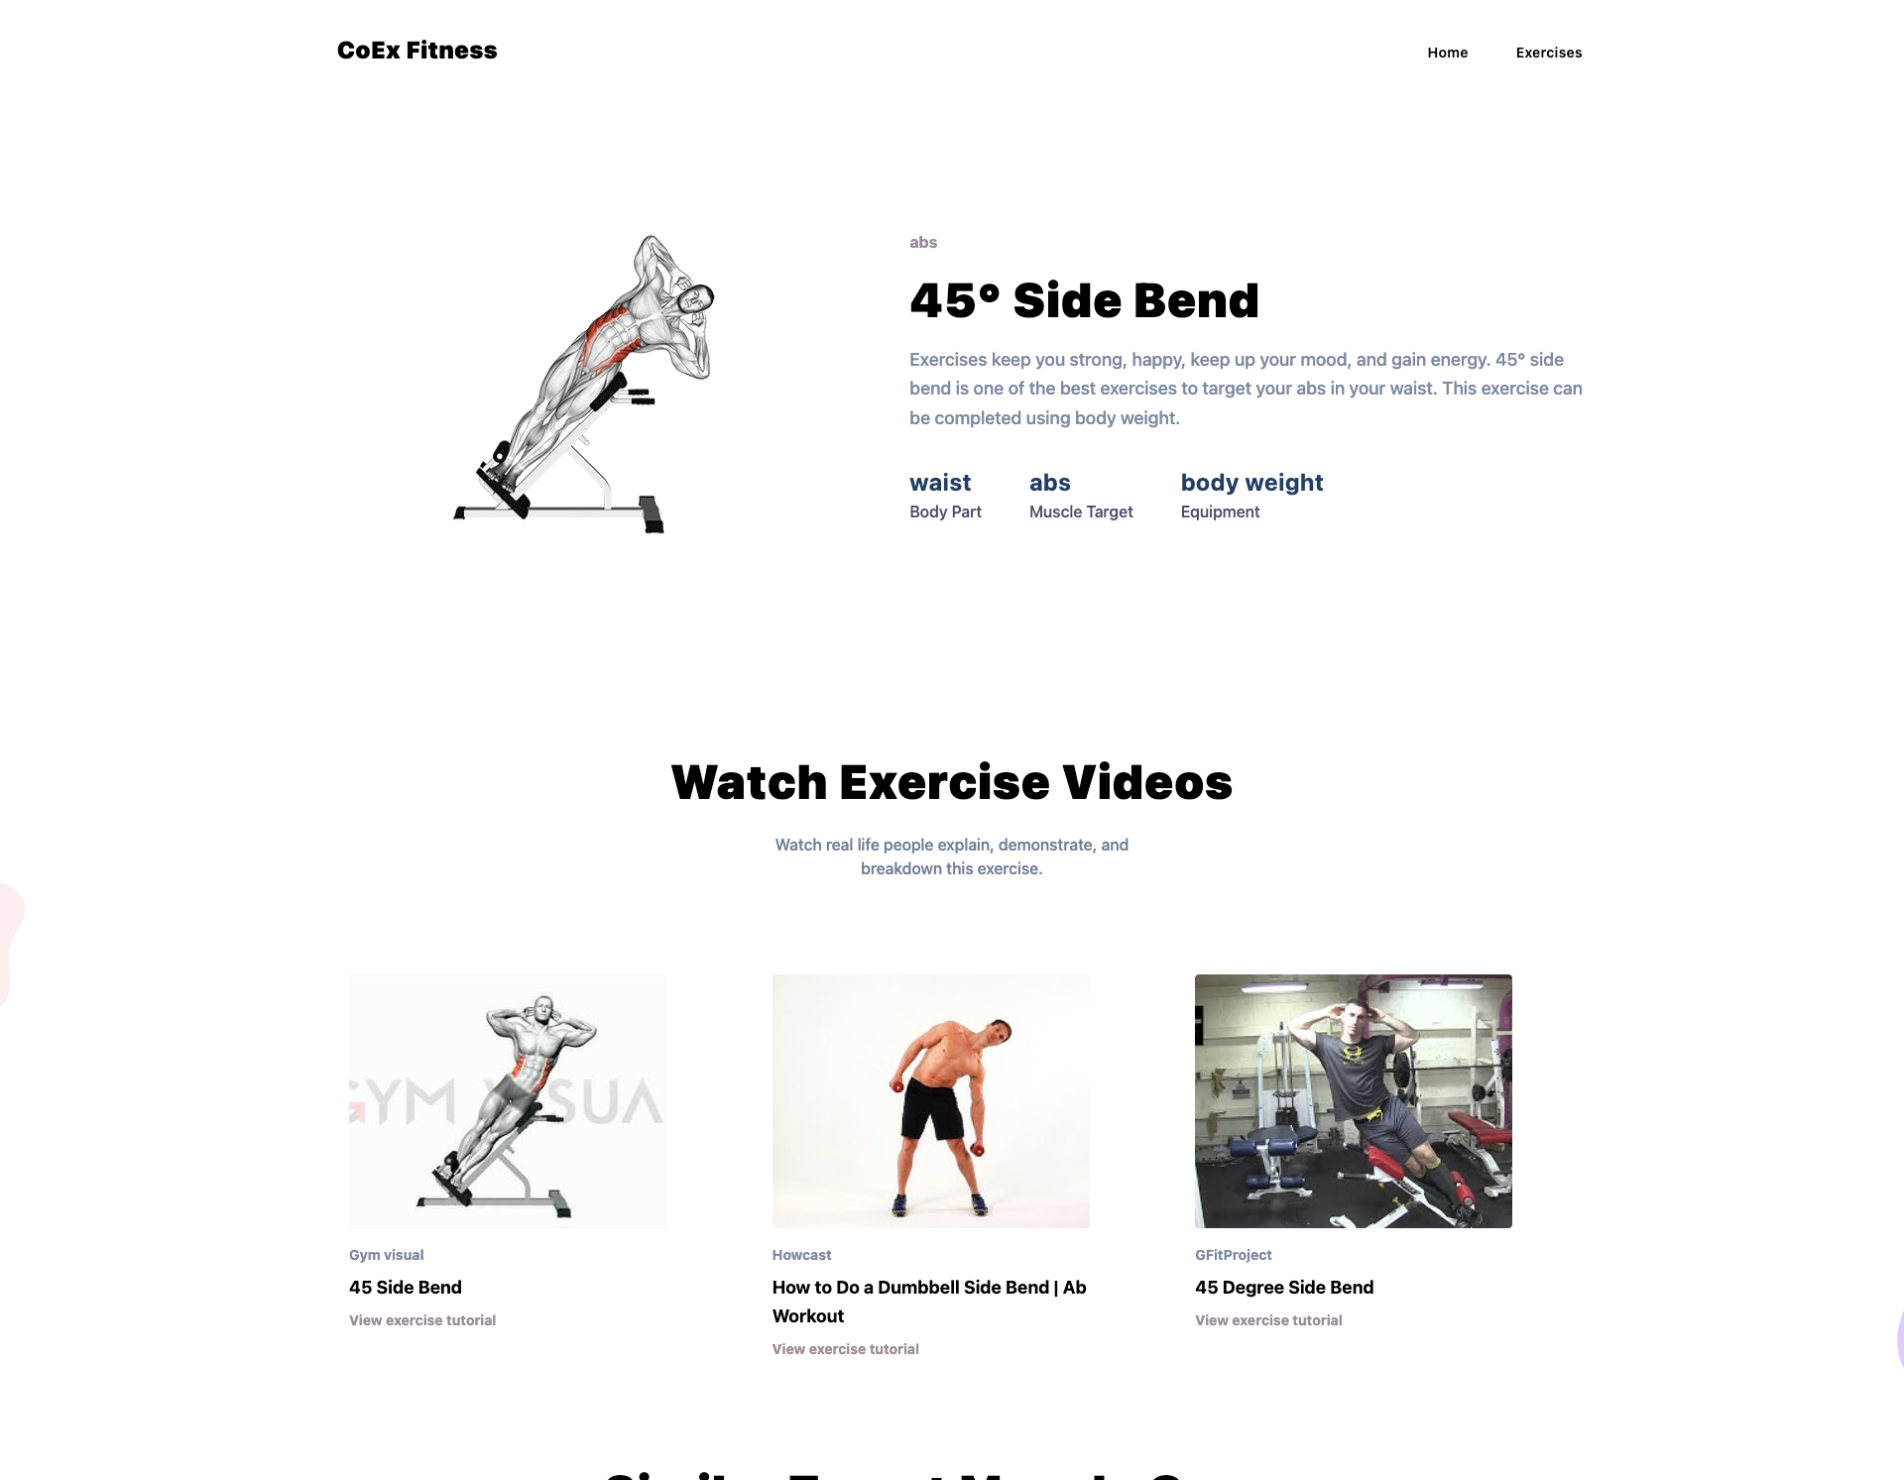 CoEx Fitness
Home
Exercises
abs
45° Side Bend
Exercises keep you strong, happy, keep up your mood, and gain energy. 45° side
bend is one of the best exercises to target your abs in your waist. This exercise can
be completed using body weight.
waist
Body Part
abs
Muscle Target
body weight
Equipment
Watch Exercise Videos
Watch real life people explain, demonstrate, and
breakdown this exercise.
GYM
SUA
Gym visual
45 Side Bend
View exercise tutorial
Howcast
How to Do a Dumbbell Side Bend | Ab
Workout
View exercise tutorial
GFitProject
45 Degree Side Bend
View exercise tutorial